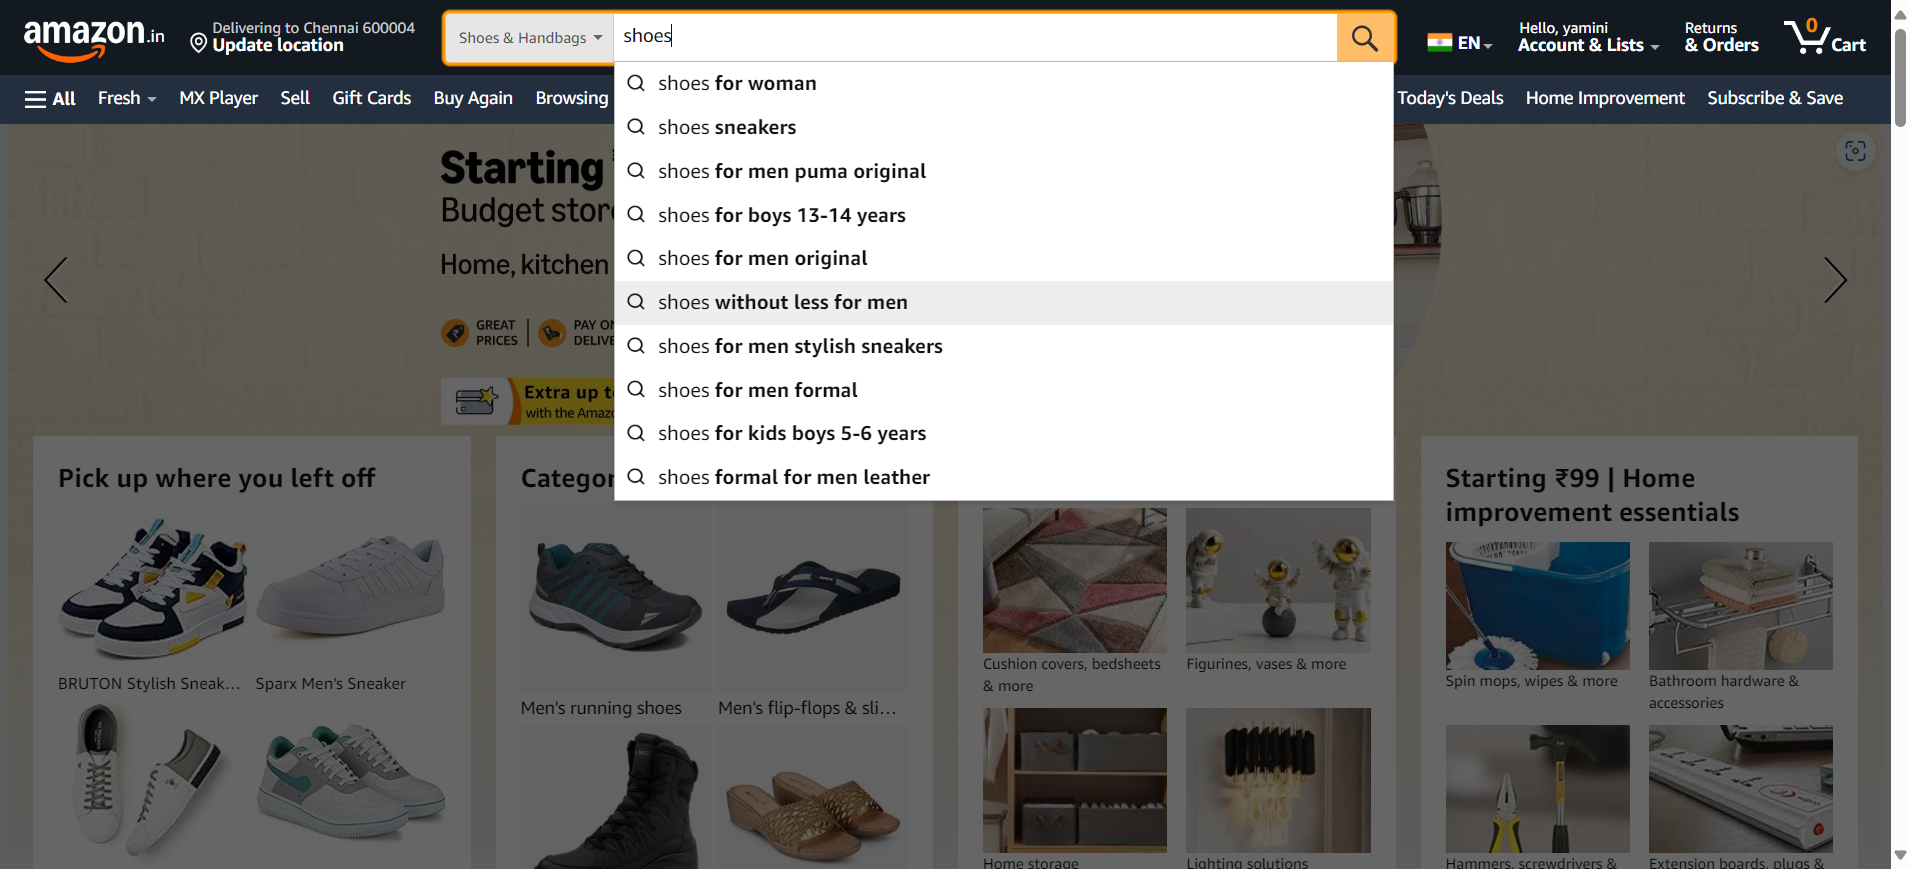 amazon.in
Delivering to Chennai 600004
Update location
Shoes & Handbags
shoes
EN
Hello, yamini
Account & Lists
Returns
& Orders
0
Cart
All
Fresh
MX Player
Sell
Gift Cards
Buy Again
Browsing
Today's Deals
Home Improvement
Subscribe & Save
shoes for woman
shoes sneakers
shoes for men puma original
shoes for boys 13-14 years
shoes for men original
shoes without less for men
shoes for men stylish sneakers
shoes for men formal
shoes for kids boys 5-6 years
shoes formal for men leather
Starting
Budget stor
Home, kitchen
GREAT
PRICES
PAY ON
DELIVE
Extra up t
with the Amaz
Pick up where you left off
BRUTON Stylish Sneak...
Sparx Men's Sneaker
Categor
Men's running shoes
Men's flip-flops & sli...
Cushion covers, bedsheets
& more
Figurines, vases & more
Home storage
Lighting solutions
Starting ₹99 | Home
improvement essentials
Spin mops, wipes & more
Bathroom hardware &
accessories
Hammers, screwdrivers &
Extension boards, plugs &